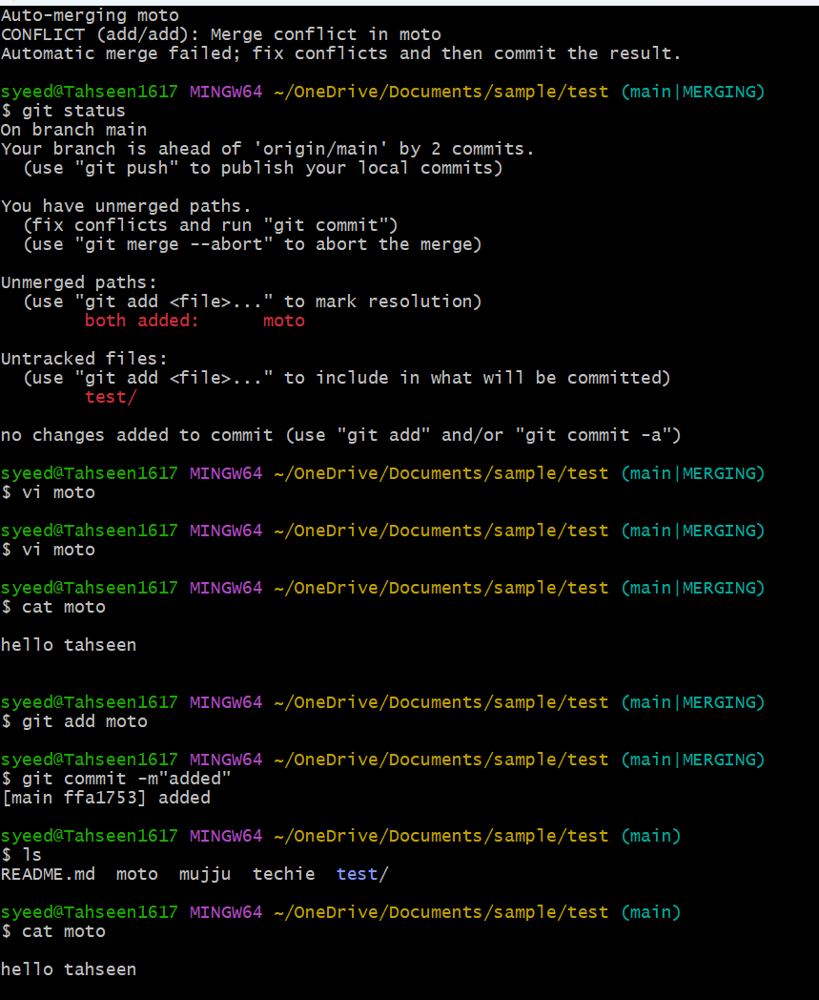 Auto-merging moto
CONFLICT (add/add): Merge conflict in moto
Automatic merge failed; fix conflicts and then commit the result.
syeed@Tahseen1617 MINGW64 ~/OneDrive/Documents/sample/test (main|MERGING)
$ git status
On branch main
Your branch is ahead of 'origin/main' by 2 commits.
  (use "git push" to publish your local commits)
You have unmerged paths.
  (fix conflicts and run "git commit")
  (use "git merge --abort" to abort the merge)
Unmerged paths:
  (use "git add <file>..." to mark resolution)
        both added:      moto
Untracked files:
  (use "git add <file>..." to include in what will be committed)
        test/
no changes added to commit (use "git add" and/or "git commit -a")
syeed@Tahseen1617 MINGW64 ~/OneDrive/Documents/sample/test (main|MERGING)
$ vi moto
syeed@Tahseen1617 MINGW64 ~/OneDrive/Documents/sample/test (main|MERGING)
$ vi moto
syeed@Tahseen1617 MINGW64 ~/OneDrive/Documents/sample/test (main|MERGING)
$ cat moto
hello tahseen
syeed@Tahseen1617 MINGW64 ~/OneDrive/Documents/sample/test (main|MERGING)
$ git add moto
syeed@Tahseen1617 MINGW64 ~/OneDrive/Documents/sample/test (main|MERGING)
$ git commit -m"added"
[main ffa1753] added
syeed@Tahseen1617 MINGW64 ~/OneDrive/Documents/sample/test (main)
$ ls
README.md  moto  mujju  techie  test/
syeed@Tahseen1617 MINGW64 ~/OneDrive/Documents/sample/test (main)
$ cat moto
hello tahseen